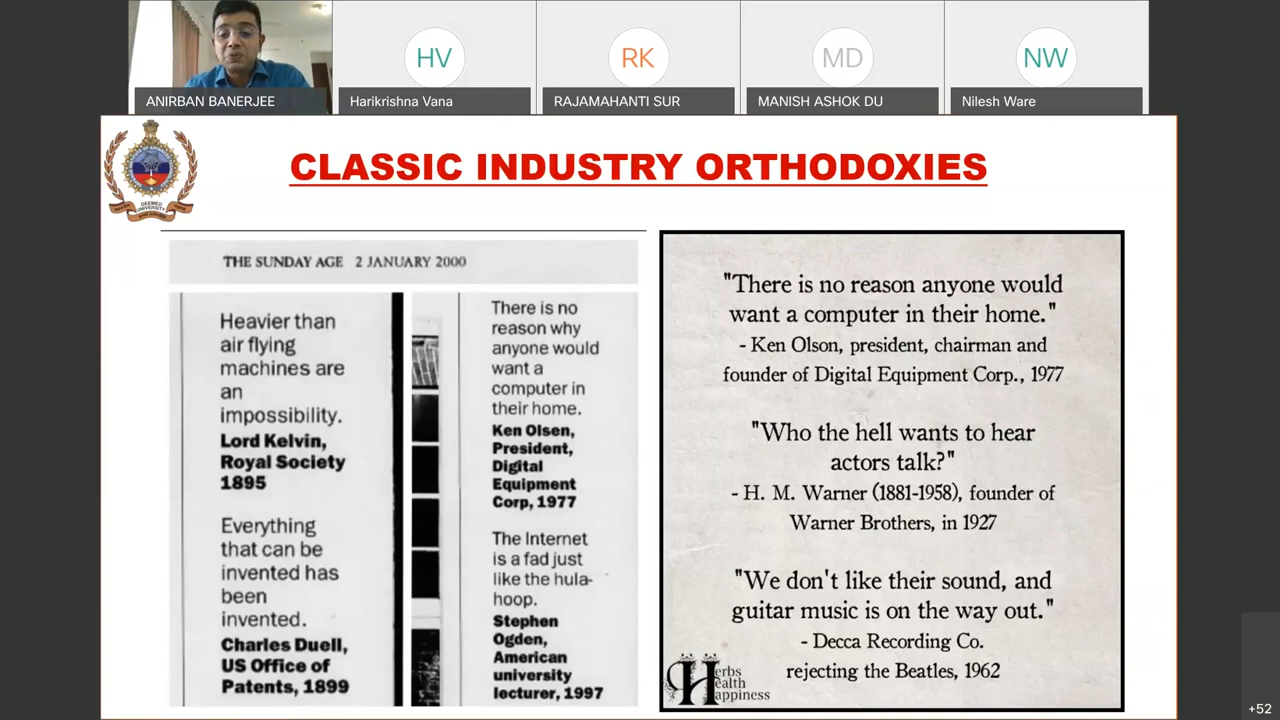 HV
RK
MD
NW
ANIRBAN BANERJEE
Harikrishna Vana
RAJAMAHANTI SUR
MANISH ASHOK DU
Nilesh Ware
DEEMED
UNIVERSITY
CLASSIC INDUSTRY ORTHODOXIES
THE SUNDAY AGE 2 JANUARY 2000
Heavier than
air flying
machines are
an
impossibility.
Lord Kelvin,
Royal Society
1895
Everything
that can be
invented has
been
invented.
Charles Duell,
US Office of
Patents, 1899
There is no
reason why
anyone would
want a
computer in
their home.
Ken Olsen,
President,
Digital
Equipment
Corp, 1977
The Internet
is a fad just
like the hula-
hoop.
Stephen
Ogden,
American
university
lecturer, 1997
"There is no reason anyone would
want a computer in their home."
- Ken Olson, president, chairman and
founder of Digital Equipment Corp., 1977
"Who the hell wants to hear
actors talk?"
- H. M. Warner (1881-1958), founder of
Warner Brothers, in 1927
"We don't like their sound, and
guitar music is on the way out."
- Decca Recording Co.
rejecting the Beatles, 1962
Herbs
Health
Happiness
+52